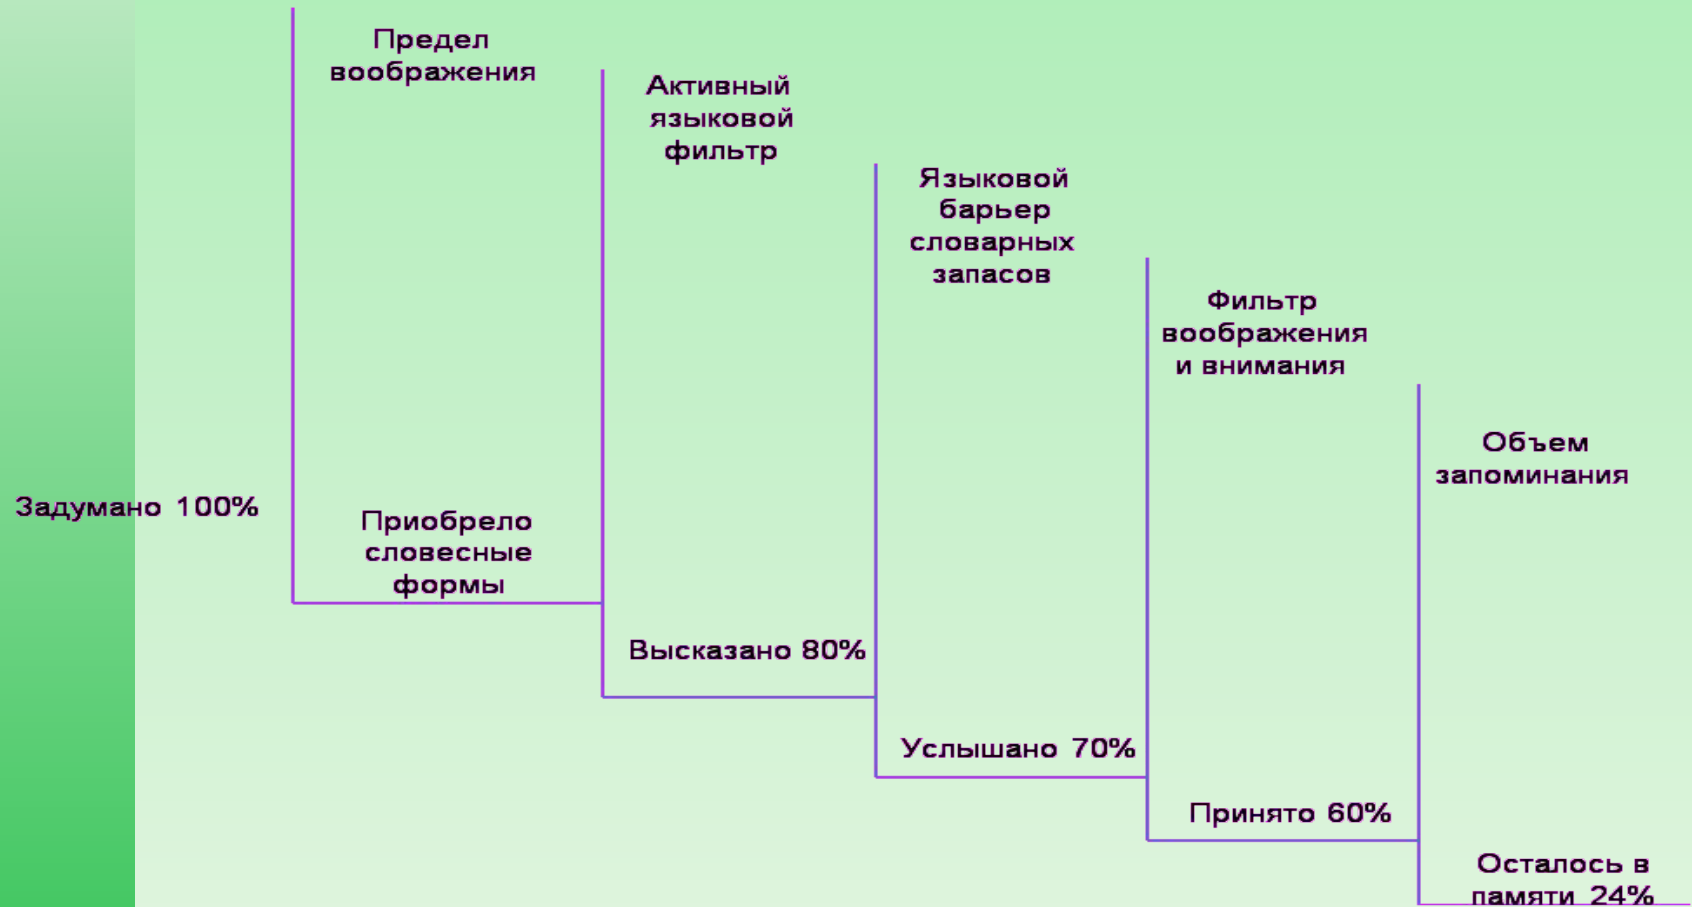 Предел
воображения
Активный
языковой
фильтр
Языковой
барьер
словарных
запасов
Фильтр
воображения
и внимания
Объем
запоминания
Задумано 100%
Приобрело
словесные
формы
Высказано 80%
Услышано 70%
Принято 60%
Осталось в
памяти 24%